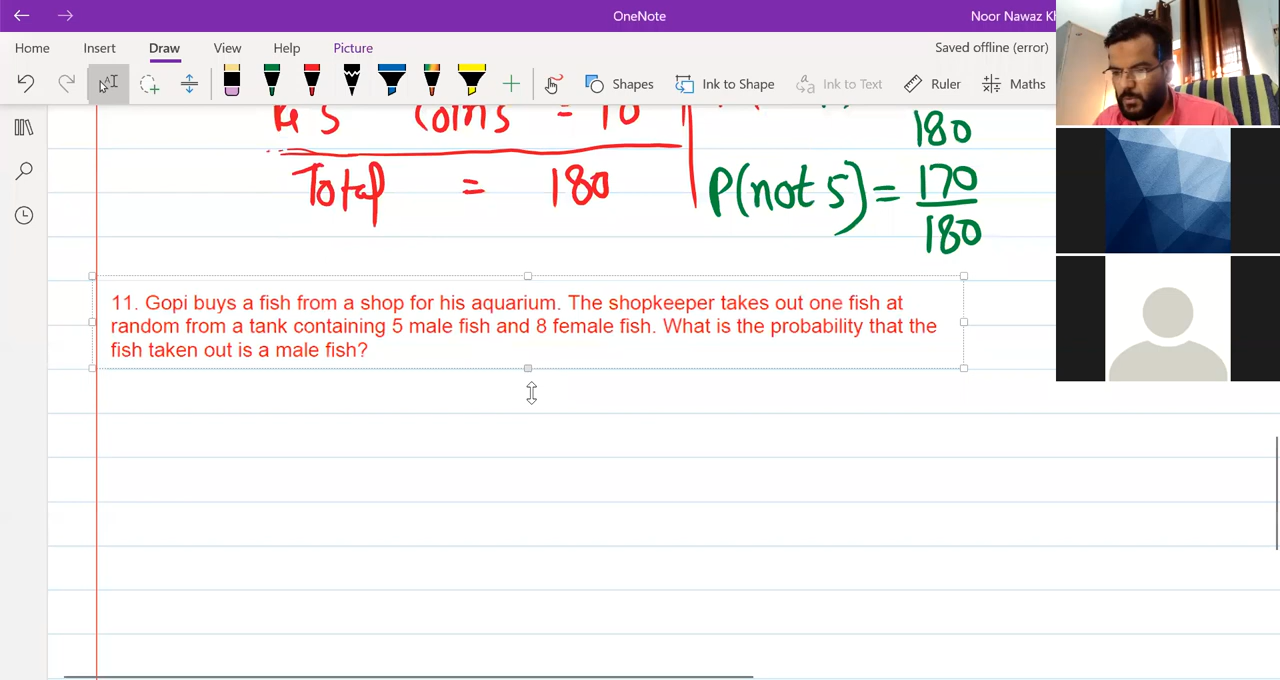 OneNote
Noor Nawaz Kh
Home Insert Draw View Help Picture
Saved offline (error)
Shapes Ink to Shape Ink to Text Ruler Maths
Coins = 10
180
Total = 180
P(not 5) = 170
180
11. Gopi buys a fish from a shop for his aquarium. The shopkeeper takes out one fish at
random from a tank containing 5 male fish and 8 female fish. What is the probability that the
fish taken out is a male fish?